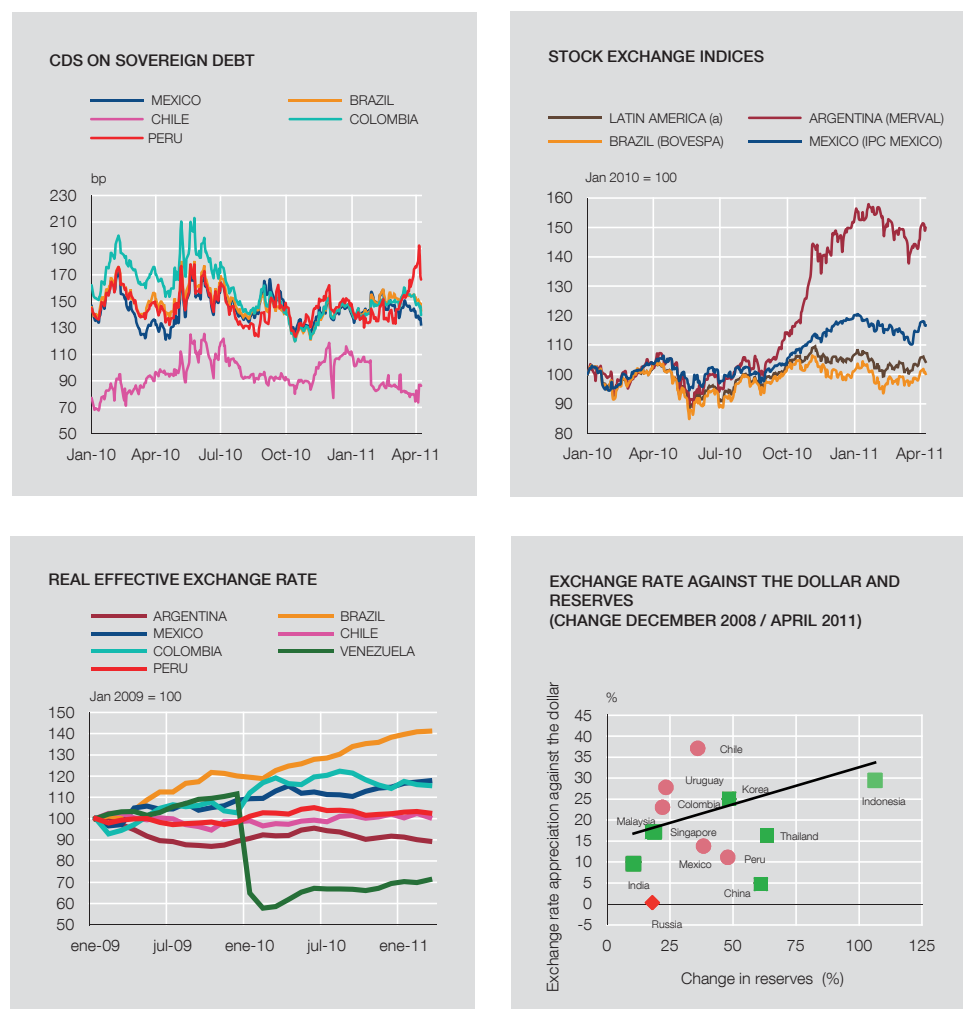 CDS ON SOVEREIGN DEBT
MEXICO
BRAZIL
CHILE
COLOMBIA
PERU
bp
230
210
190
170
150
130
110
90
70
50
Jan-10 Apr-10 Jul-10 Oct-10 Jan-11 Apr-11
STOCK EXCHANGE INDICES
LATIN AMERICA (a)
ARGENTINA (MERVAL)
BRAZIL (BOVESPA)
MEXICO (IPC MEXICO)
Jan 2010 = 100
160
150
140
130
120
110
100
90
80
Jan-10 Apr-10 Jul-10 Oct-10 Jan-11 Apr-11
REAL EFFECTIVE EXCHANGE RATE
ARGENTINA
BRAZIL
MEXICO
CHILE
COLOMBIA
VENEZUELA
PERU
Jan 2009 = 100
150
140
130
120
110
100
90
80
70
60
50
ene-09 jul-09 ene-10 jul-10 ene-11
EXCHANGE RATE AGAINST THE DOLLAR AND
RESERVES
(CHANGE DECEMBER 2008 / APRIL 2011)
Exchange rate appreciation against the dollar
%
45
40
35
30
25
20
15
10
5
0
-5
Chile
Uruguay
Korea
Colombia
Indonesia
Malaysia
Singapore
Thailand
Mexico
Peru
India
China
Russia
0 25 50 75 100 125
Change in reserves (%)